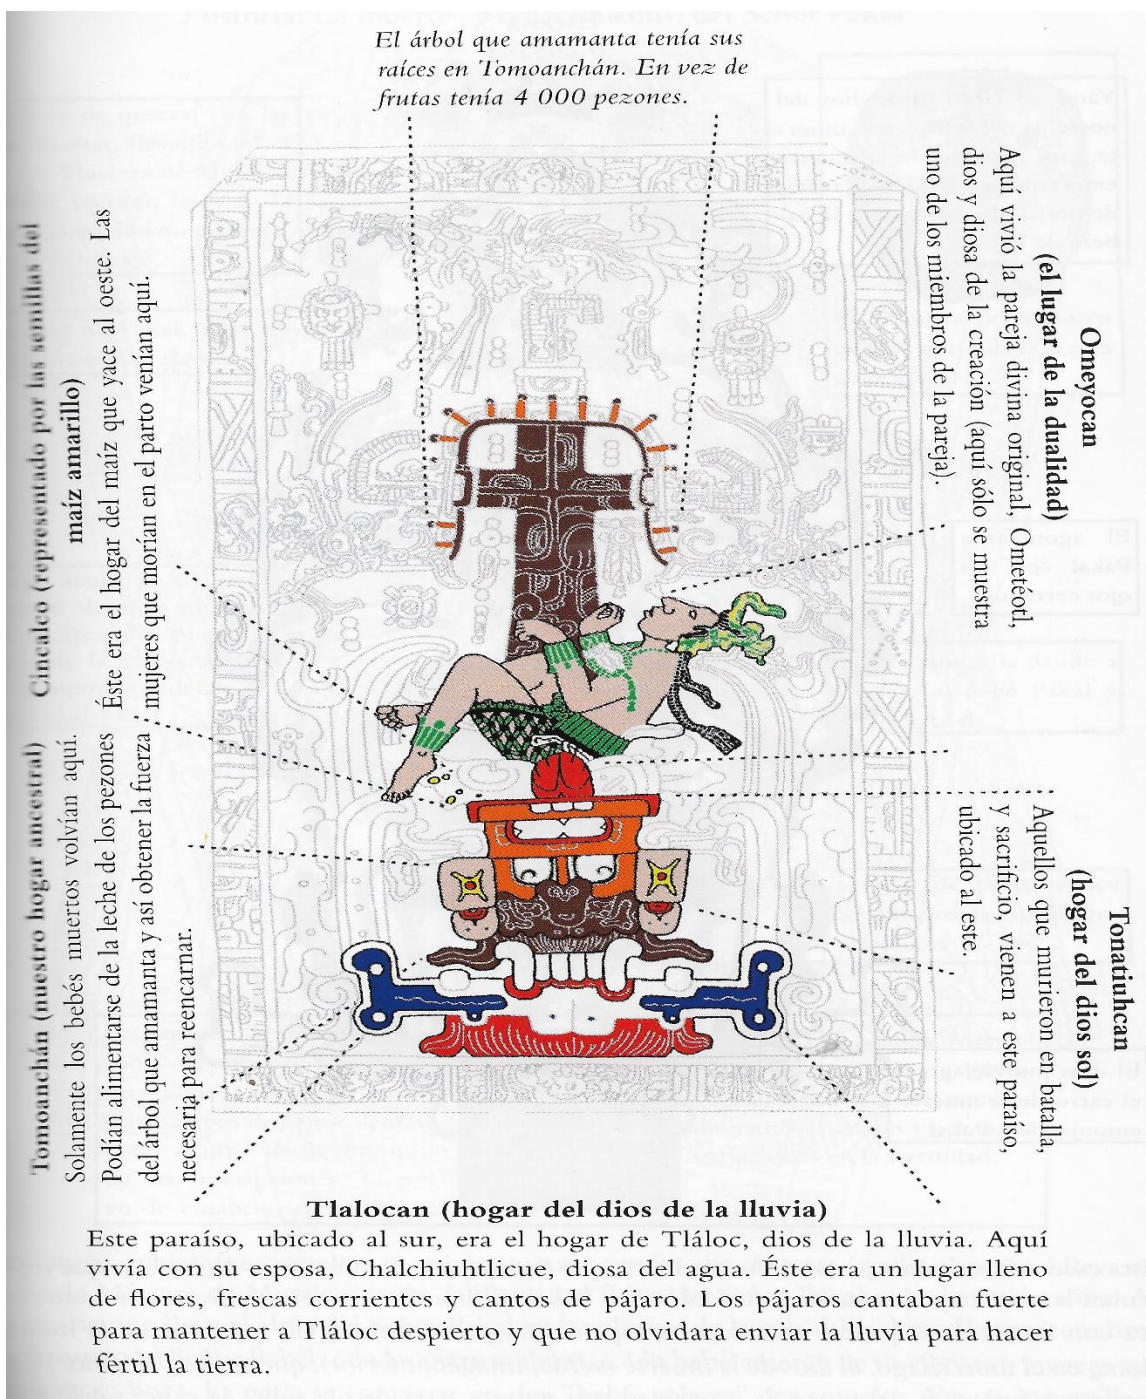 El árbol que amamanta tenía sus
raíces en Tomoanchán. En vez de
frutas tenía 4 000 pezones.
Omeyocan
(el lugar de la dualidad)
Aquí vivió la pareja divina original, Ometéotl,
dios y diosa de la creación (aquí sólo se muestra
uno de los miembros de la pareja).
Cincalco (representado por las semillas del
maíz amarillo)
Éste era el hogar del maíz que yace al oeste. Las
mujeres que morían en el parto venían aquí.
Tonatiuhcan
(hogar del dios sol)
Aquellos que murieron en batalla,
y sacrificio, vienen a este paraíso,
ubicado al este.
Tomoanchán (nuestro hogar ancestral)
Solamente los bebés muertos volvían aquí.
Podían alimentarse de la leche de los pezones
del árbol que amamanta y así obtener la fuerza
necesaria para reencarnar.
Tlalocan (hogar del dios de la lluvia)
Este paraíso, ubicado al sur, era el hogar de Tláloc, dios de la lluvia. Aquí
vivía con su esposa, Chalchiuhtlicue, diosa del agua. Éste era un lugar lleno
de flores, frescas corrientes y cantos de pájaro. Los pájaros cantaban fuerte
para mantener a Tláloc despierto y que no olvidara enviar la lluvia para hacer
fértil la tierra.